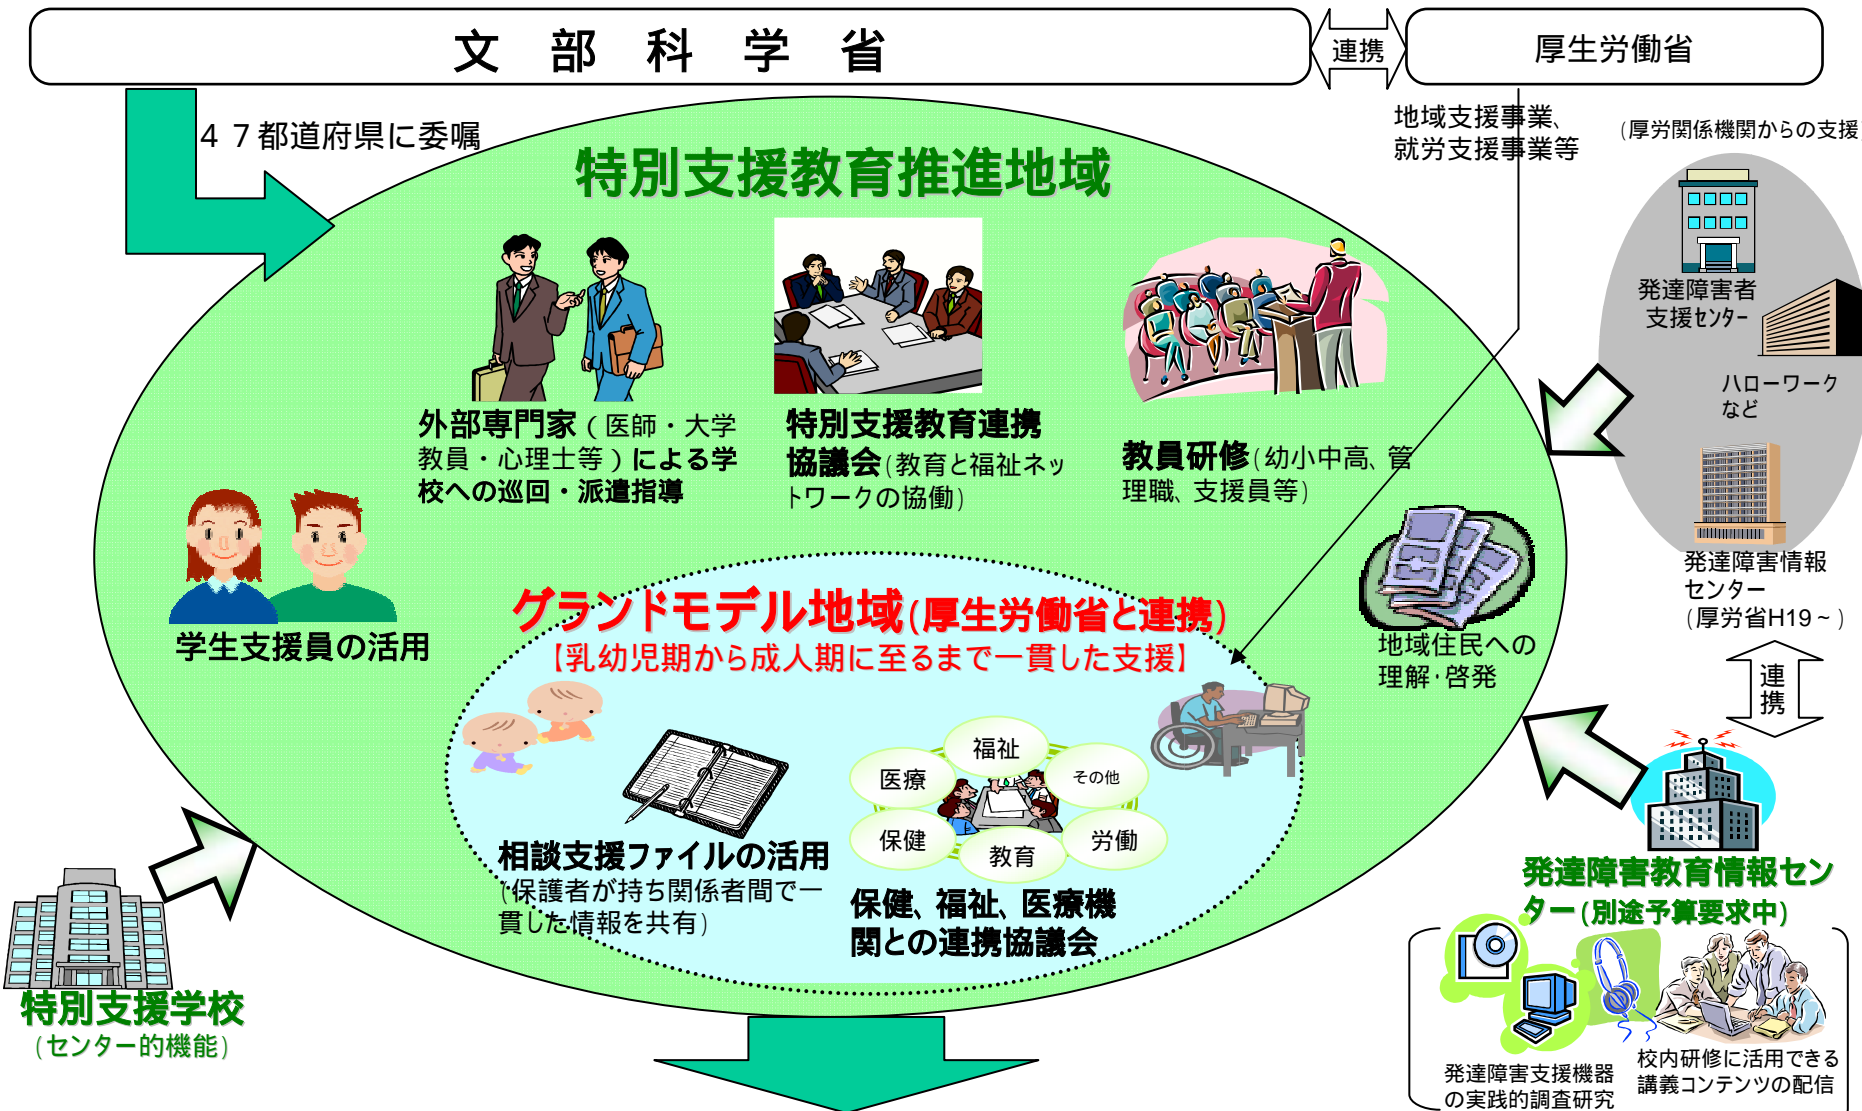 文部科学省
連携
厚生労働省
47都道府県に委嘱
地域支援事業、
就労支援事業等
(厚労関係機関からの支援
特別支援教育推進地域
発達障害者
支援センター
ハローワーク
など
発達障害情報
センター
(厚労省H19~)
連携
外部専門家(医師・大学
教員・心理士等)による学
校への巡回・派遣指導
特別支援教育連携
協議会(教育と福祉ネッ
トワークの協働)
教員研修(幼小中高、管
理職、支援員等)
学生支援員の活用
地域住民への
理解・啓発
グランドモデル地域(厚生労働省と連携)
【乳幼児期から成人期に至るまで一貫した支援】
福祉
医療
その他
保健
教育
労働
相談支援ファイルの活用
(保護者が持ち関係者間で一
貫した情報を共有)
保健、福祉、医療機
関との連携協議会
特別支援学校
(センター的機能)
発達障害教育情報セン
ター(別途予算要求中)
発達障害支援機器
の実践的調査研究
校内研修に活用できる
講義コンテンツの配信